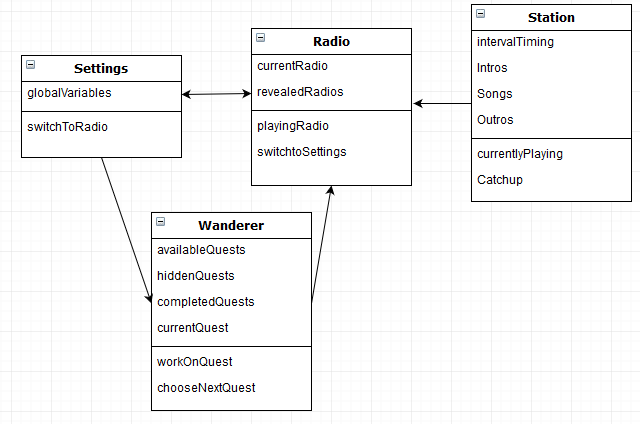 Settings
globalVariables
switchToRadio
Radio
currentRadio
revealedRadios
playingRadio
switchtoSettings
Station
intervalTiming
Intros
Songs
Outros
currentlyPlaying
Catchup
Wanderer
availableQuests
hiddenQuests
completedQuests
currentQuest
workOnQuest
chooseNextQuest